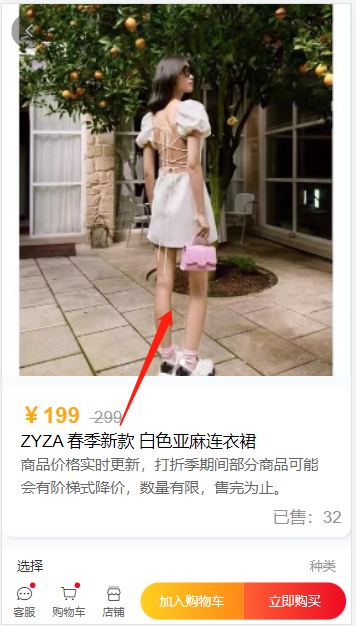 ￥199 299
ZYZA 春季新款 白色亚麻连衣裙
商品价格实时更新，打折季期间部分商品可能
会有阶梯式降价，数量有限，售完为止。
已售：32
选择 种类
客服 购物车 店铺 加入购物车 立即购买